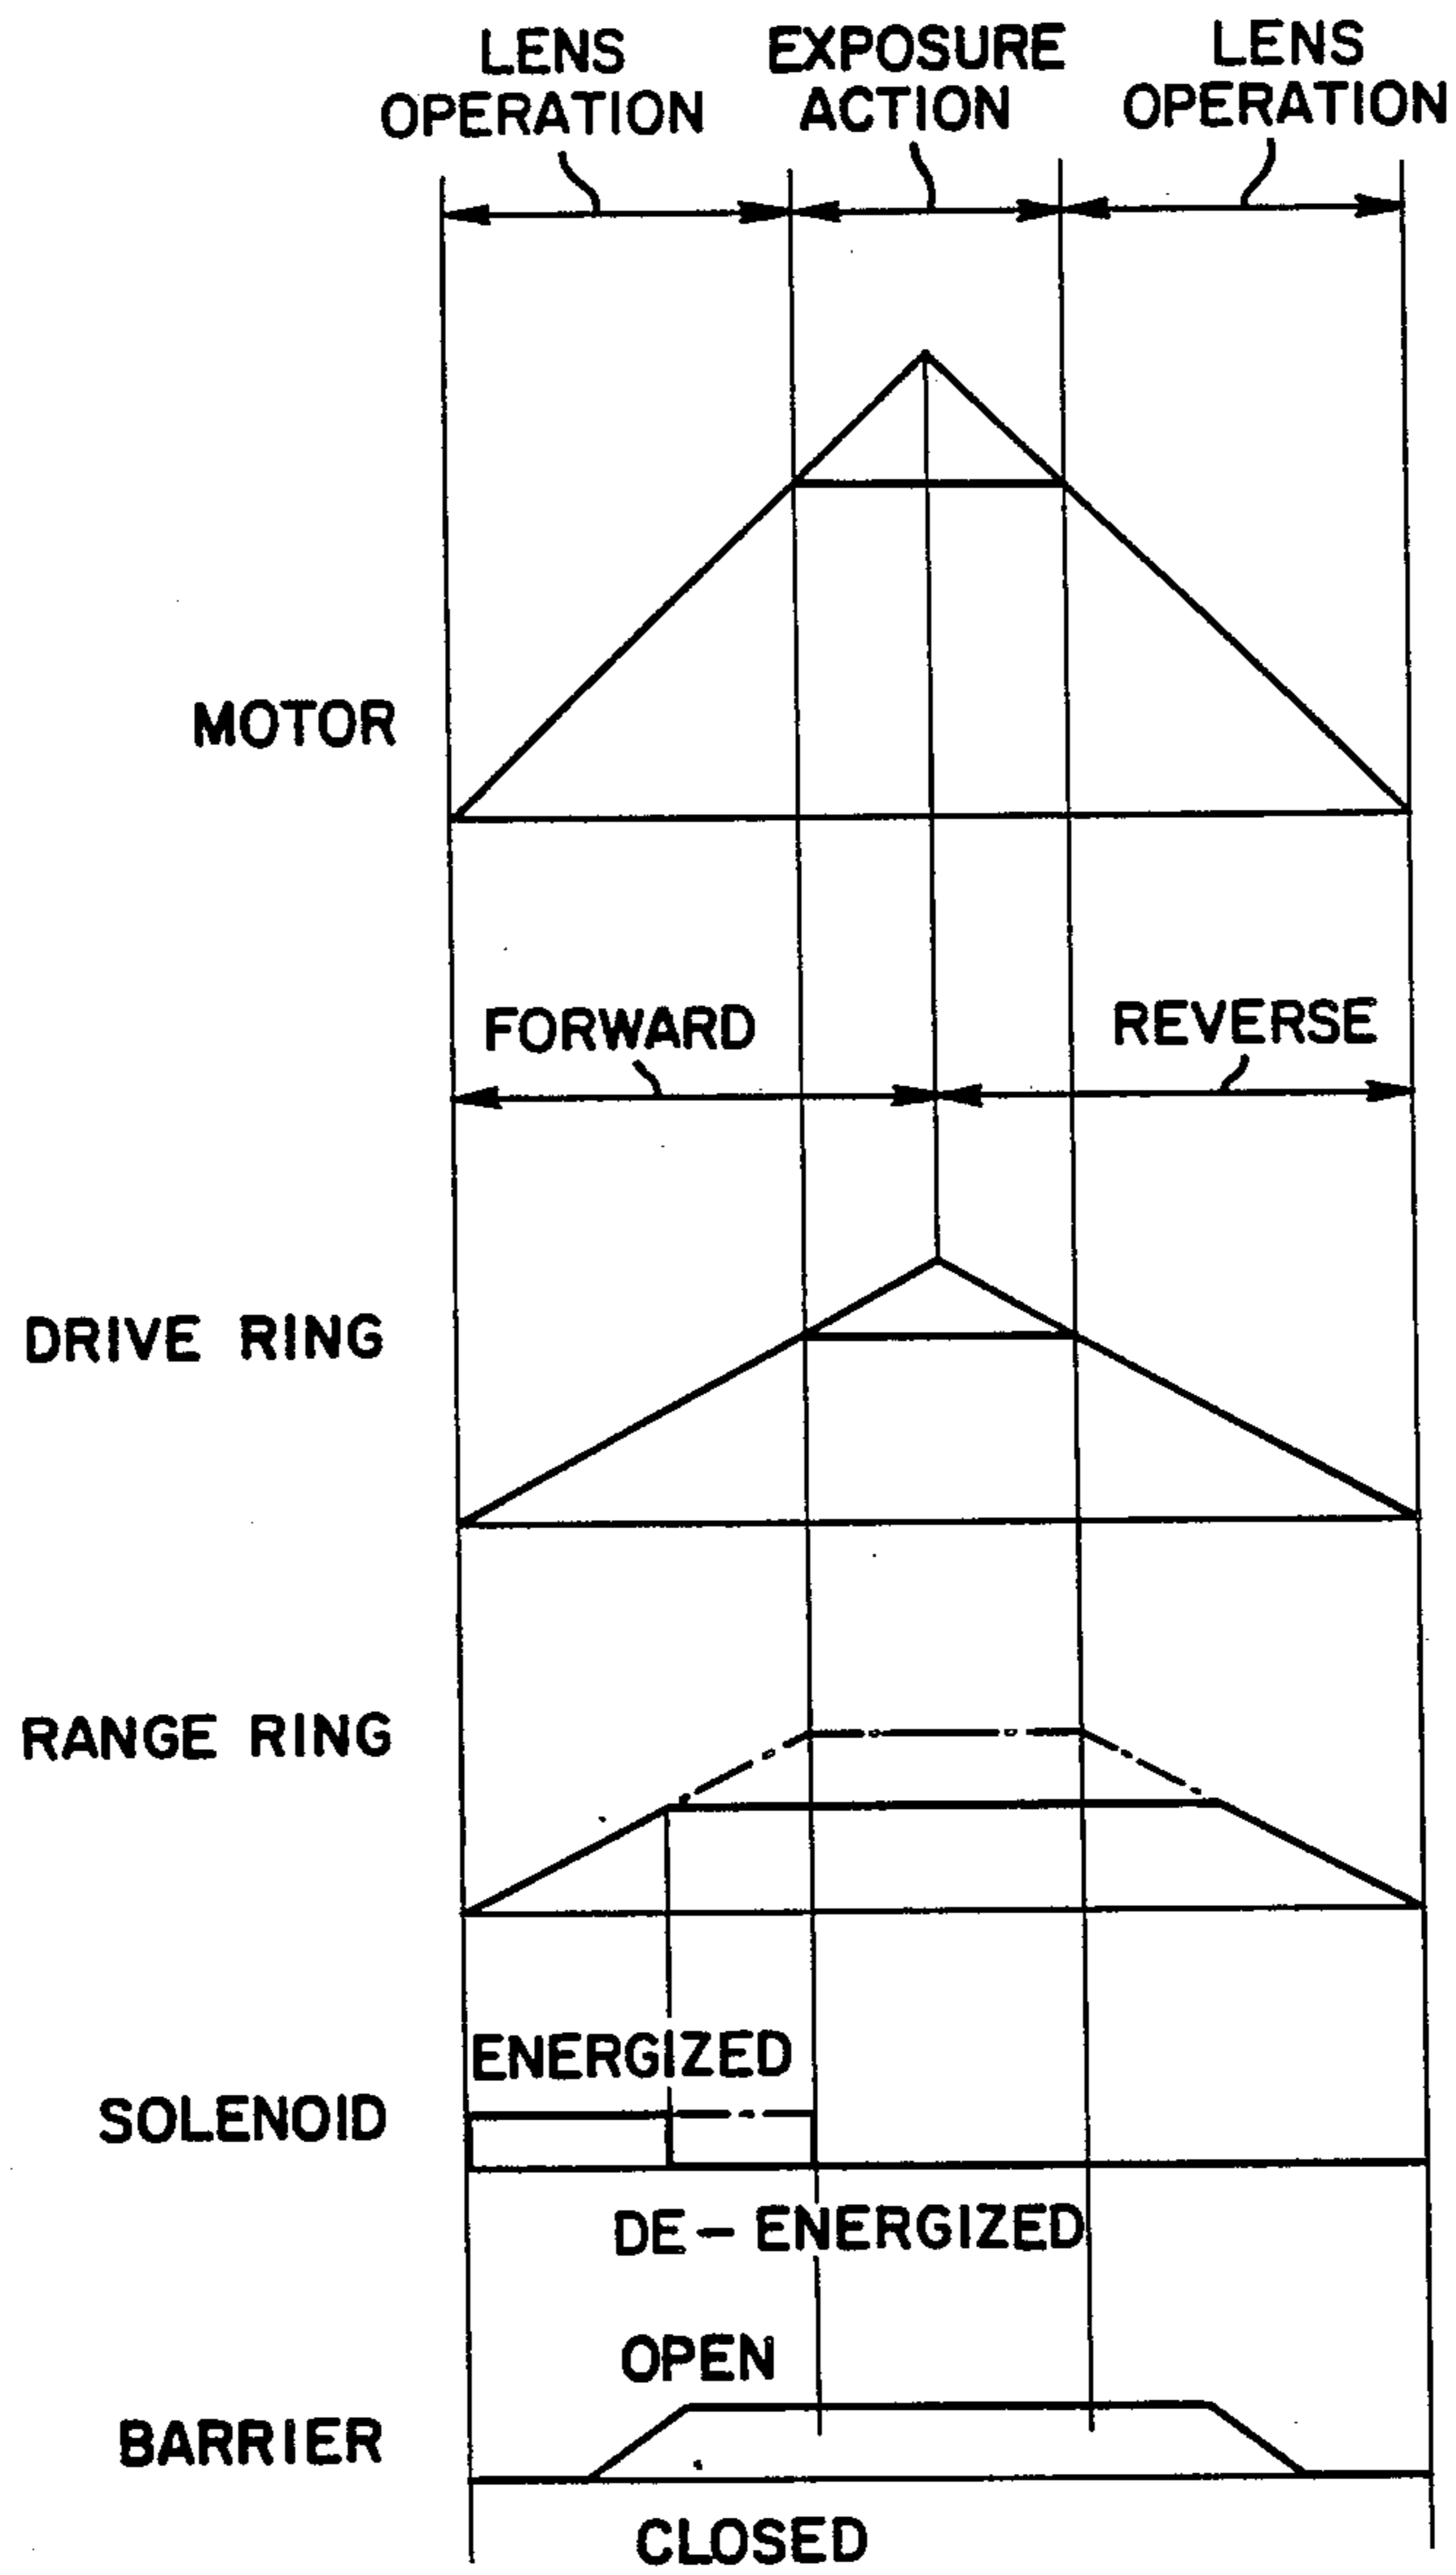 LENS
OPERATION
EXPOSURE
ACTION
LENS
OPERATION
MOTOR
FORWARD
REVERSE
DRIVE RING
RANGE RING
ENERGIZED
SOLENOID
DE - ENERGIZED
OPEN
BARRIER
CLOSED